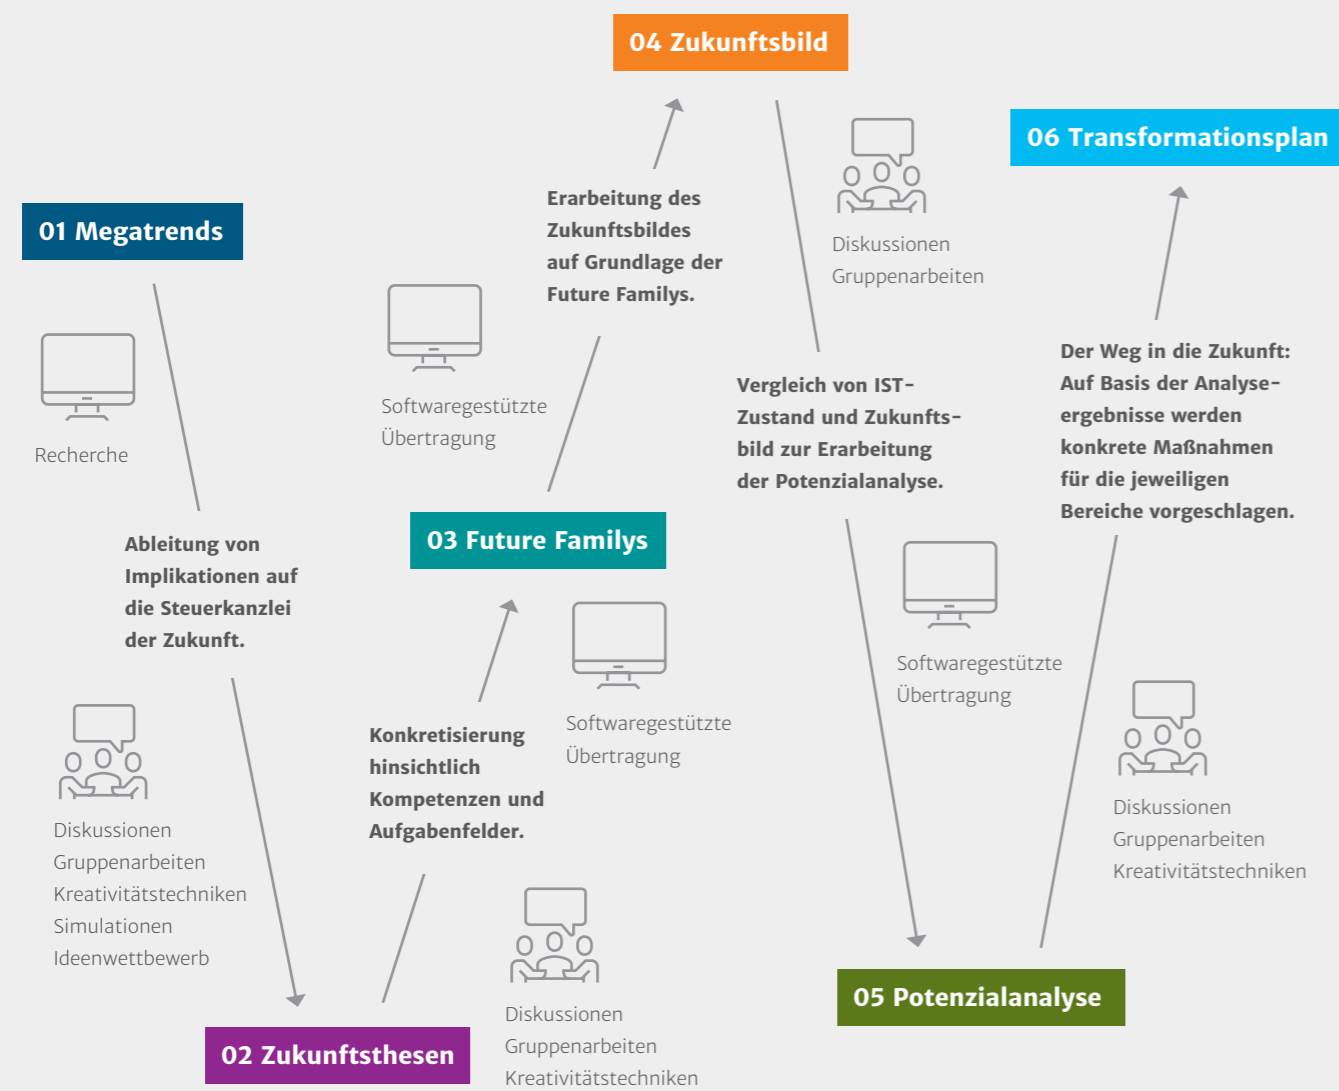 01 Megatrends
Recherche
Ableitung von
Implikationen auf
die Steuerkanzlei
der Zukunft.
Diskussionen
Gruppenarbeiten
Kreativitätstechniken
Simulationen
Ideenwettbewerb
02 Zukunftsthesen
Konkretisierung
hinsichtlich
Kompetenzen und
Aufgabenfelder.
Diskussionen
Gruppenarbeiten
Kreativitätstechniken
Softwaregestützte
Übertragung
03 Future Familys
Softwaregestützte
Übertragung
Erarbeitung des
Zukunftsbildes
auf Grundlage der
Future Familys.
04 Zukunftsbild
Diskussionen
Gruppenarbeiten
Vergleich von IST-
Zustand und Zukunfts-
bild zur Erarbeitung
der Potenzialanalyse.
Softwaregestützte
Übertragung
05 Potenzialanalyse
Diskussionen
Gruppenarbeiten
Kreativitätstechniken
Der Weg in die Zukunft:
Auf Basis der Analyse-
ergebnisse werden
konkrete Maßnahmen
für die jeweiligen
Bereiche vorgeschlagen.
06 Transformationsplan